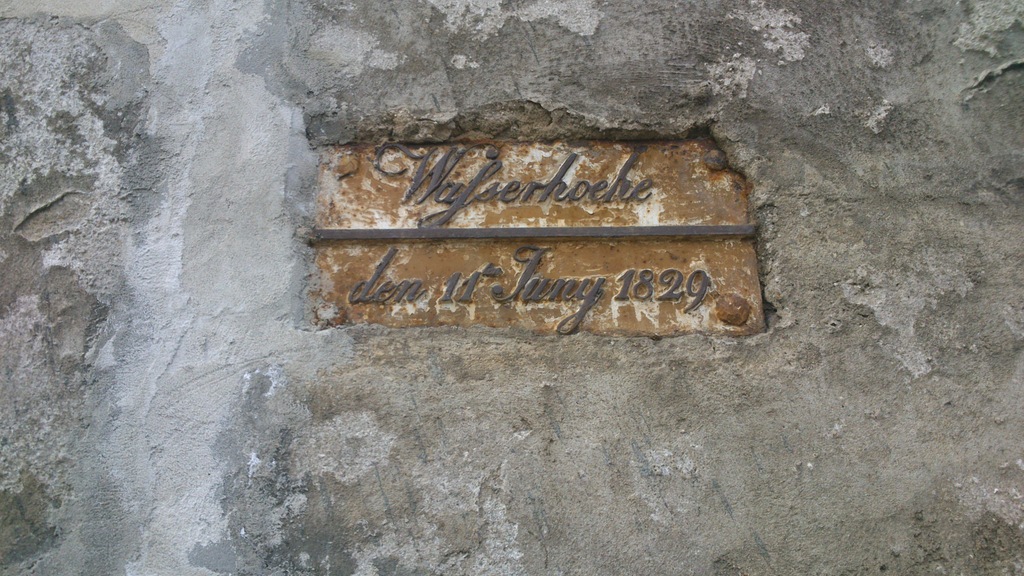 Waſserhoehe
den 11ᵗᵉⁿ Juny 1829